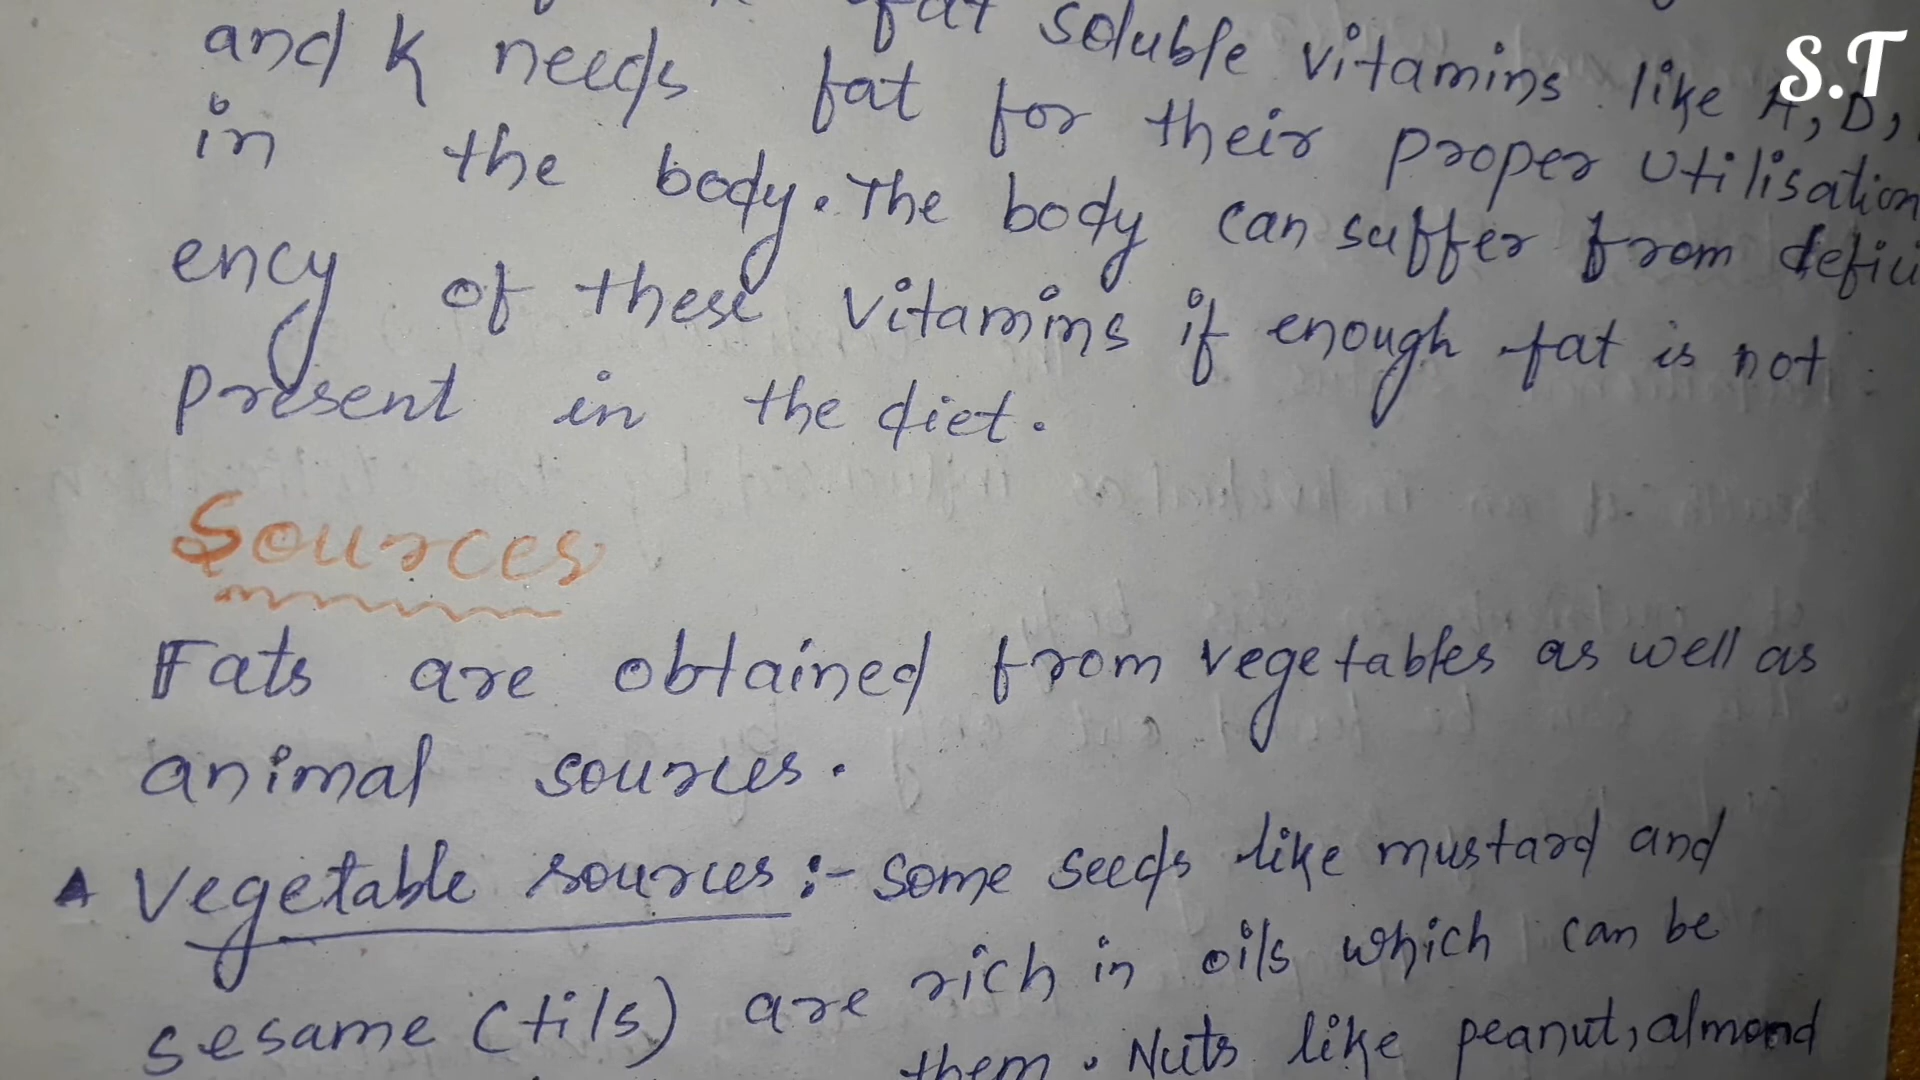 fat soluble vitamins like A, D,
and K needs fat for their proper utilisation
in the body. The body can suffer from defici
ency of these vitamins if enough fat is not
present in the diet.
Sources
Fats are obtained from vegetables as well as
animal sources.
Vegetable sources :- Some seeds like mustard and
sesame (tils) are rich in oils which can be
them. Nuts like peanut, almond
S.T